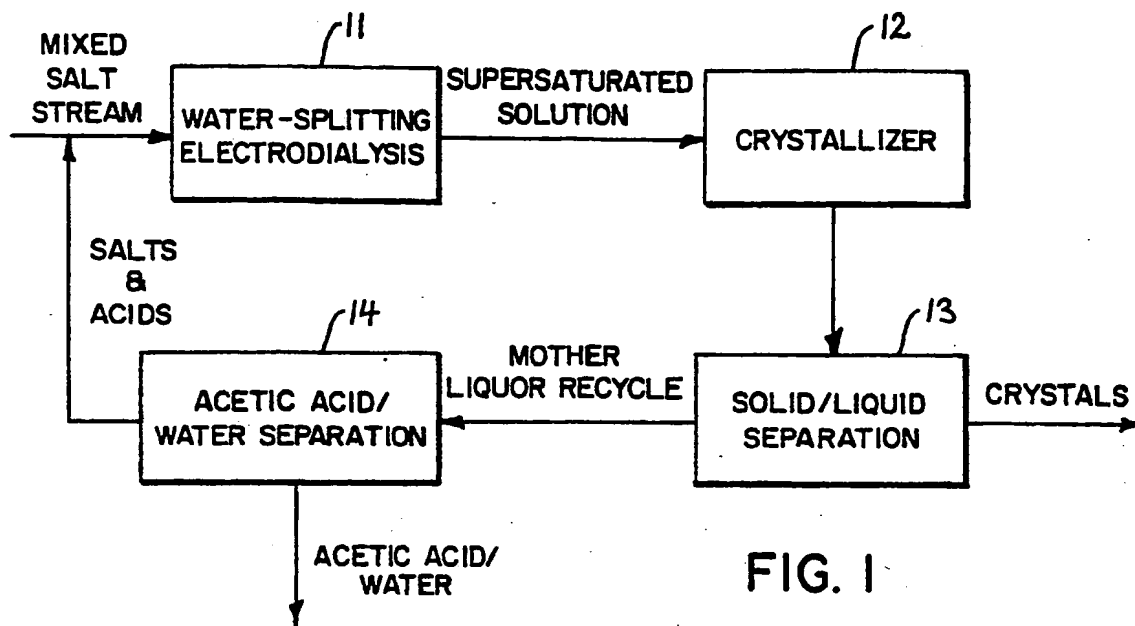 11
12
MIXED
SALT
STREAM
WATER-SPLITTING
ELECTRODIALYSIS
SUPERSATURATED
SOLUTION
CRYSTALLIZER
SALTS
&
ACIDS
14
13
ACETIC ACID/
WATER SEPARATION
MOTHER
LIQUOR RECYCLE
SOLID/LIQUID
SEPARATION
CRYSTALS
ACETIC ACID/
WATER
FIG. 1